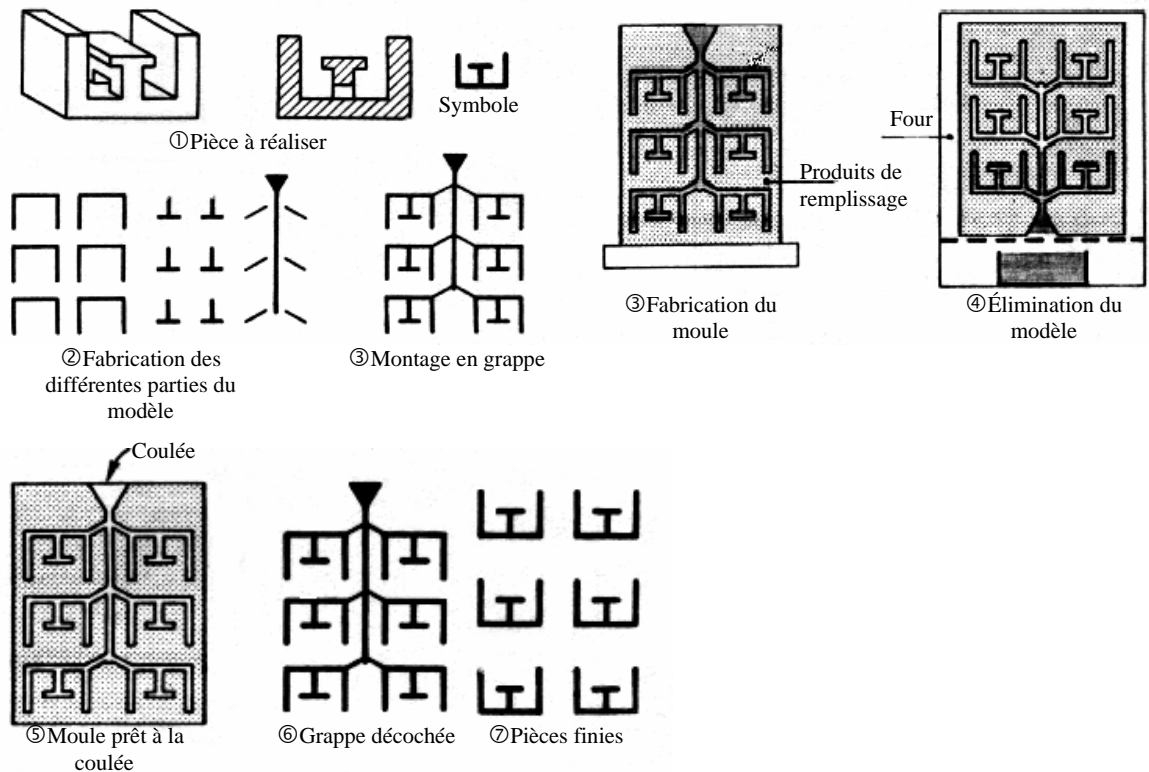 Symbole
①Pièce à réaliser
②Fabrication des
différentes parties du
modèle
③Montage en grappe
Produits de
remplissage
③Fabrication du
moule
Four
④Élimination du
modèle
Coulée
⑤Moule prêt à la
coulée
⑥Grappe décochée
⑦Pièces finies